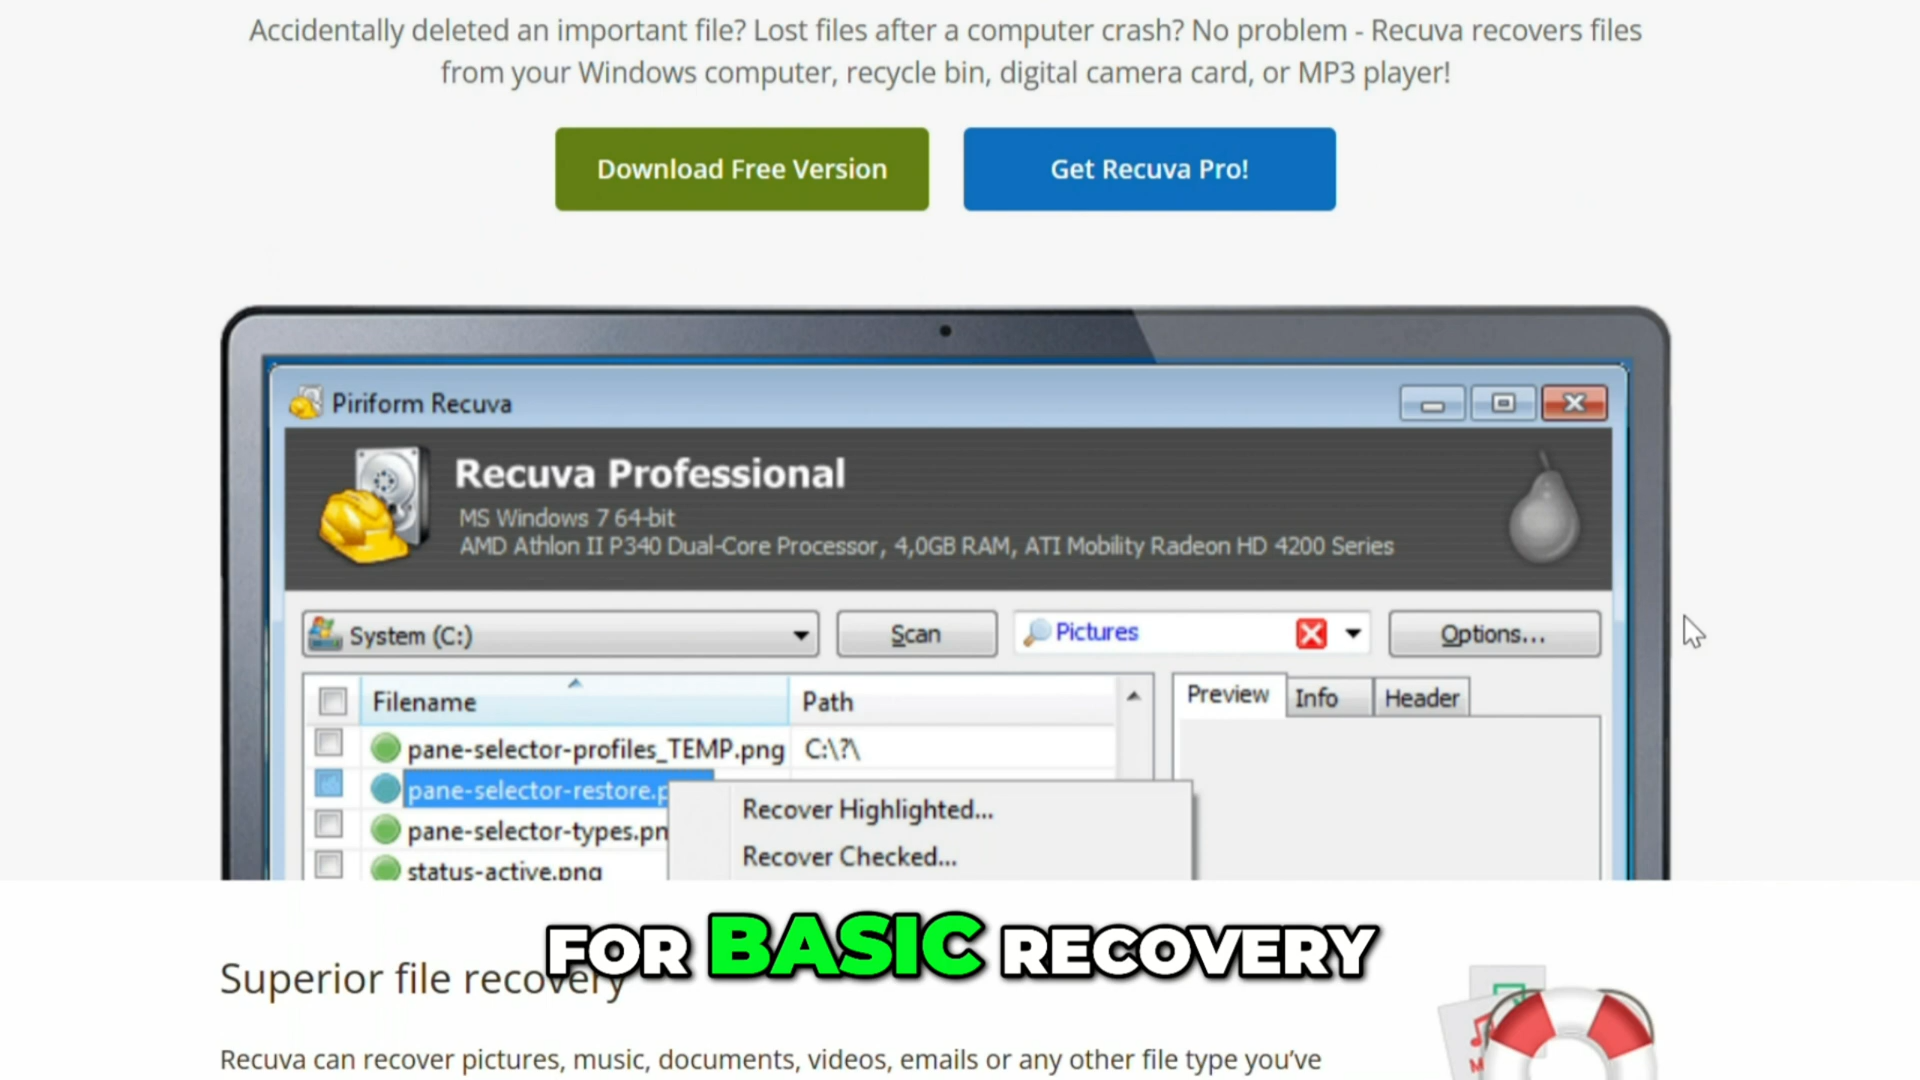 Accidentally deleted an important file? Lost files after a computer crash? No problem - Recuva recovers files
from your Windows computer, recycle bin, digital camera card, or MP3 player!
Download Free Version
Get Recuva Pro!
Piriform Recuva
Recuva Professional
MS Windows 7 64-bit
AMD Athlon II P340 Dual-Core Processor, 4,0GB RAM, ATI Mobility Radeon HD 4200 Series
System (C:)
Scan
Pictures
Options...
Filename
Path
Preview
Info
Header
pane-selector-profiles_TEMP.png
C:\?\
pane-selector-restore.p
pane-selector-types.pn
status-active.png
Recover Highlighted...
Recover Checked...
FOR BASIC RECOVERY
Superior file recovery
Recuva can recover pictures, music, documents, videos, emails or any other file type you've